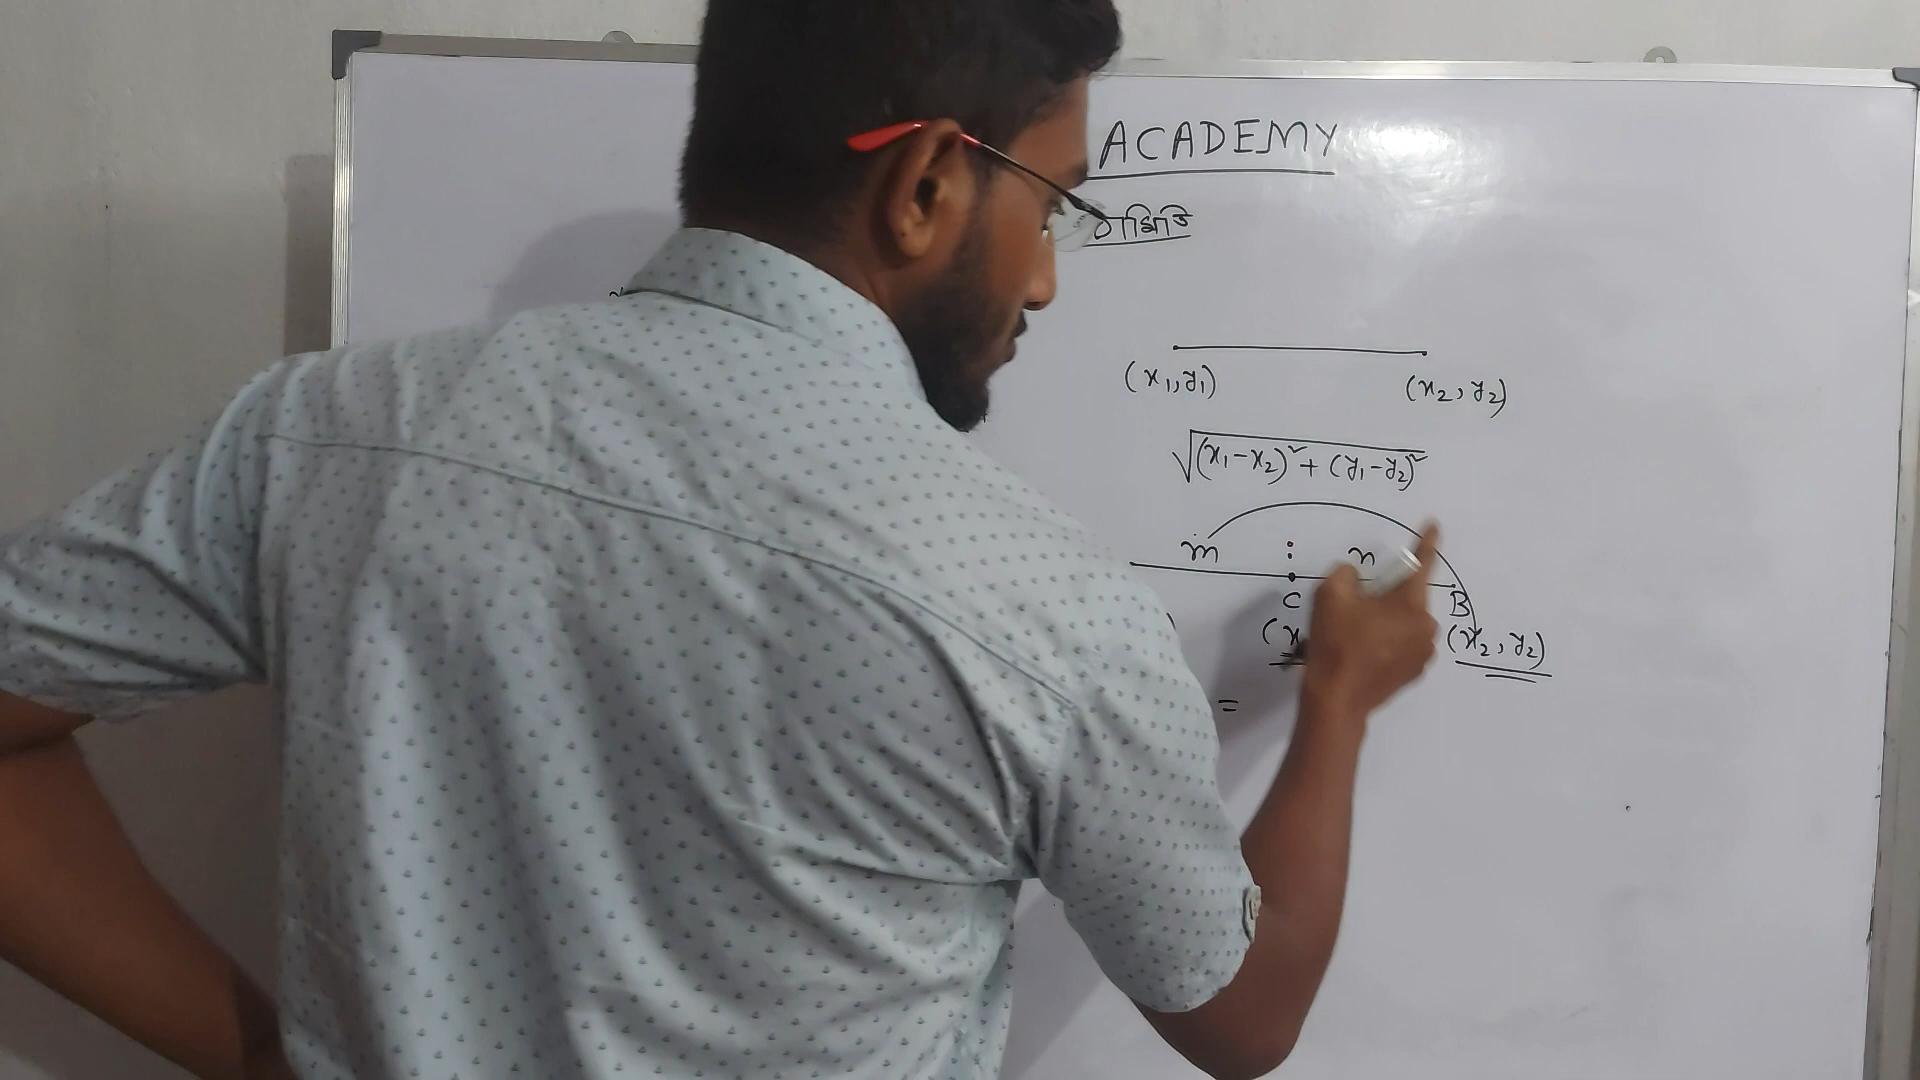 ACADEMY
(x₁, y₁) (x₂, y₂)
√(x₁-x₂)² + (y₁-y₂)²
m : n
C B
(x (x₂, y₂)
=